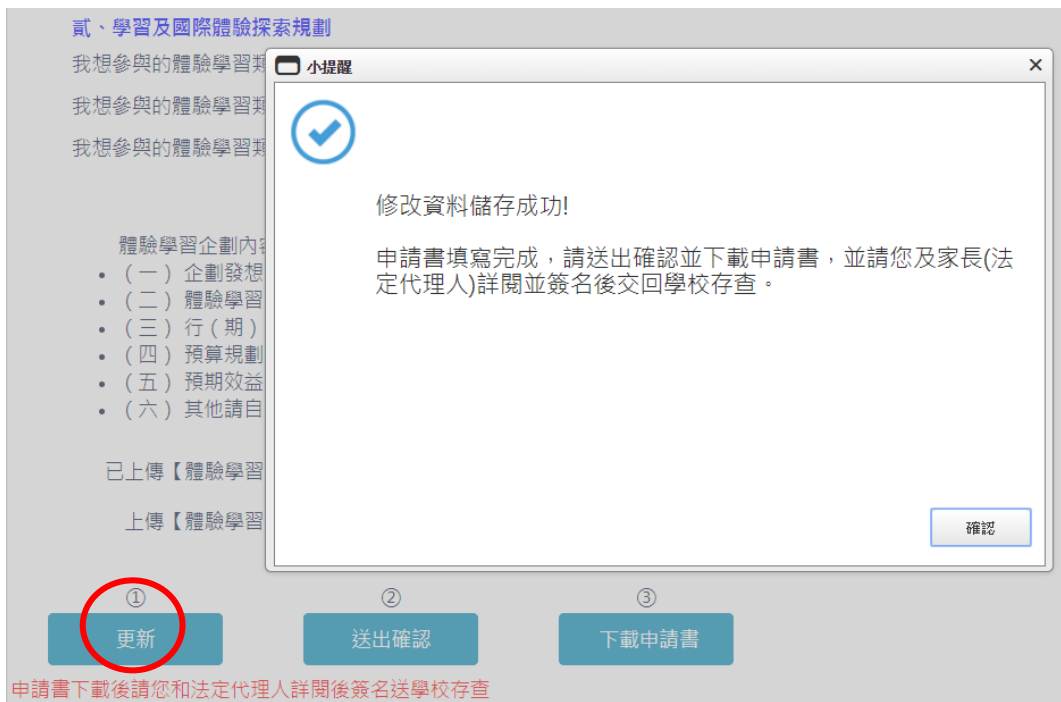 貳、學習及國際體驗探索規劃
我想參與的體驗學習類
我想參與的體驗學習類
我想參與的體驗學習類
體驗學習企劃內容
• （一）企劃發想
• （二）體驗學習
• （三）行（期）
• （四）預算規劃
• （五）預期效益
• （六）其他請自
已上傳【體驗學習
上傳【體驗學習
小提醒
×
修改資料儲存成功!
申請書填寫完成，請送出確認並下載申請書，並請您及家長(法
定代理人)詳閱並簽名後交回學校存查。
確認
① ② ③
更新 送出確認 下載申請書
申請書下載後請您和法定代理人詳閱後簽名送學校存查